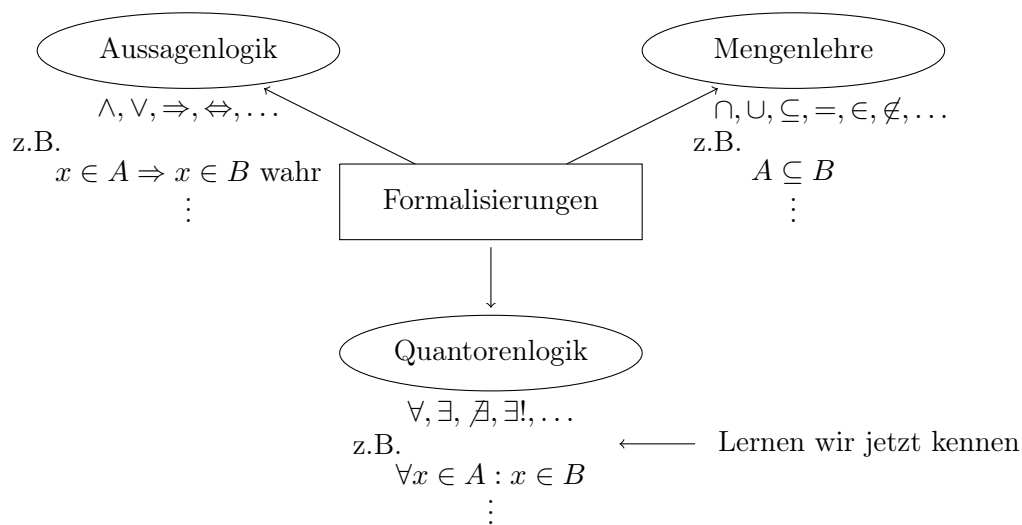 Aussagenlogik
∧, ∨, ⇒, ⇔, …
z.B.
x ∈ A ⇒ x ∈ B wahr
⋮
Mengenlehre
∩, ∪, ⊆, =, ∈, ∉, …
z.B.
A ⊆ B
⋮
Formalisierungen
Quantorenlogik
∀, ∃, ∄, ∃!, …
z.B.
∀x ∈ A : x ∈ B
⋮
Lernen wir jetzt kennen